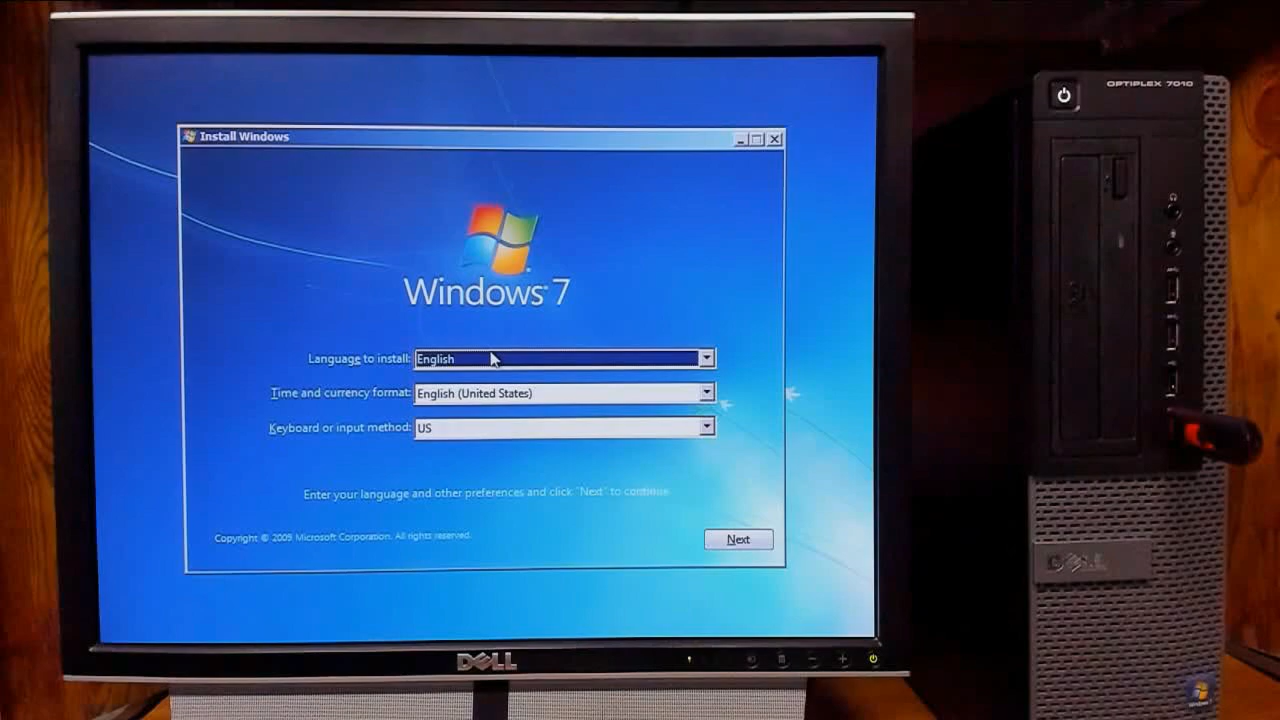 OPTIPLEX 7010
Install Windows
Windows 7
Language to install: English
Time and currency format: English (United States)
Keyboard or input method: US
Enter your language and other preferences and click "Next" to continue.
Copyright © 2009 Microsoft Corporation. All rights reserved.
Next
DELL
DELL
Windows 7